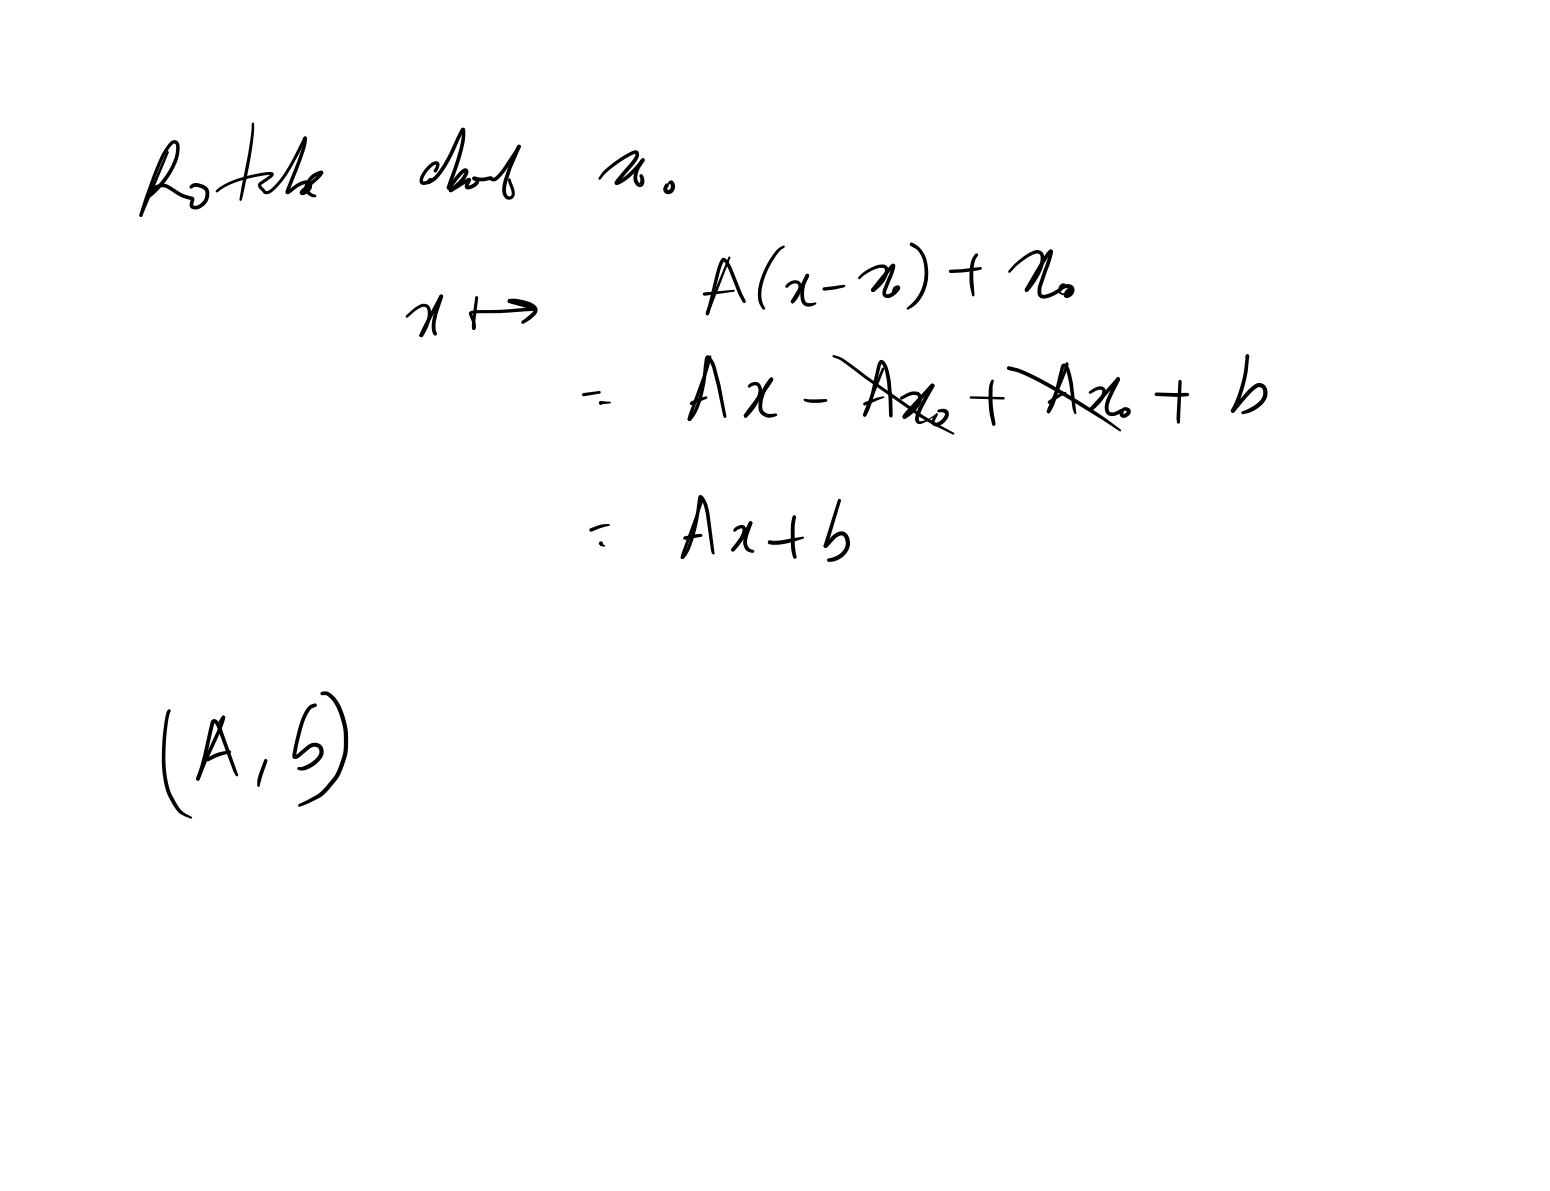 Rotate about x₀
x ↦ A(x - x₀) + x₀
= Ax - Ax₀ + Ax₀ + b
= Ax + b
(A, b)